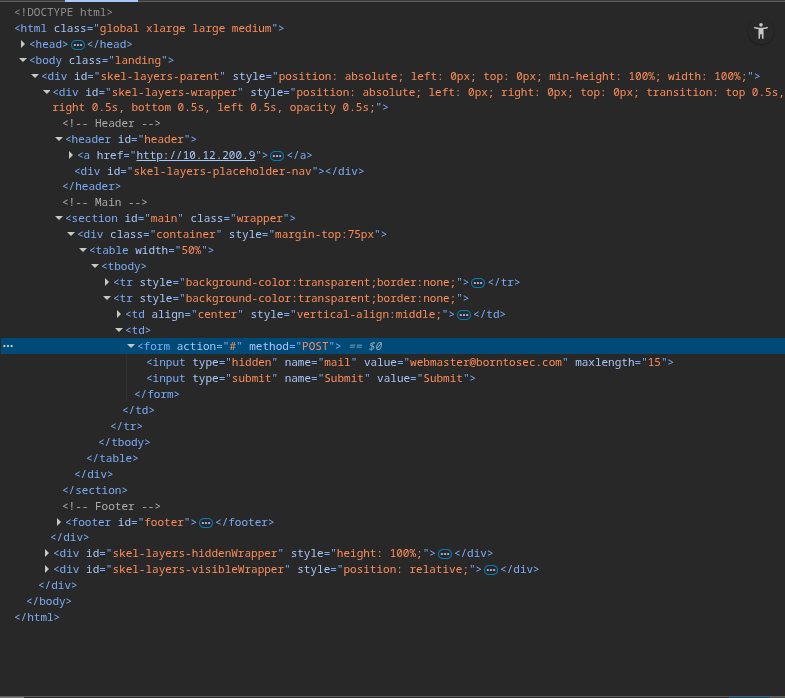 <!DOCTYPE html>
<html class="global xlarge large medium">
<head> ••• </head>
<body class="landing">
<div id="skel-layers-parent" style="position: absolute; left: 0px; top: 0px; min-height: 100%; width: 100%;">
<div id="skel-layers-wrapper" style="position: absolute; left: 0px; right: 0px; top: 0px; transition: top 0.5s,
right 0.5s, bottom 0.5s, left 0.5s, opacity 0.5s;">
<!-- Header -->
<header id="header">
<a href="http://10.12.200.9"> ••• </a>
<div id="skel-layers-placeholder-nav"></div>
</header>
<!-- Main -->
<section id="main" class="wrapper">
<div class="container" style="margin-top:75px">
<table width="50%">
<tbody>
<tr style="background-color:transparent;border:none;"> ••• </tr>
<tr style="background-color:transparent;border:none;">
<td align="center" style="vertical-align:middle;"> ••• </td>
<td>
••• <form action="#" method="POST"> == $0
<input type="hidden" name="mail" value="webmaster@borntosec.com" maxlength="15">
<input type="submit" name="Submit" value="Submit">
</form>
</td>
</tr>
</tbody>
</table>
</div>
</section>
<!-- Footer -->
<footer id="footer"> ••• </footer>
</div>
<div id="skel-layers-hiddenWrapper" style="height: 100%;"> ••• </div>
<div id="skel-layers-visibleWrapper" style="position: relative;"> ••• </div>
</div>
</body>
</html>